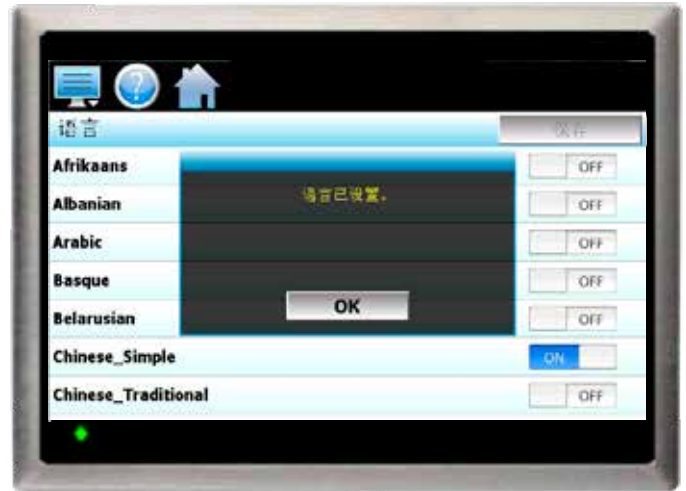 语言
保存
Afrikaans
OFF
Albanian
OFF
Arabic
OFF
Basque
OFF
Belarusian
OFF
语言已设置。
OK
Chinese_Simple
ON
Chinese_Traditional
OFF